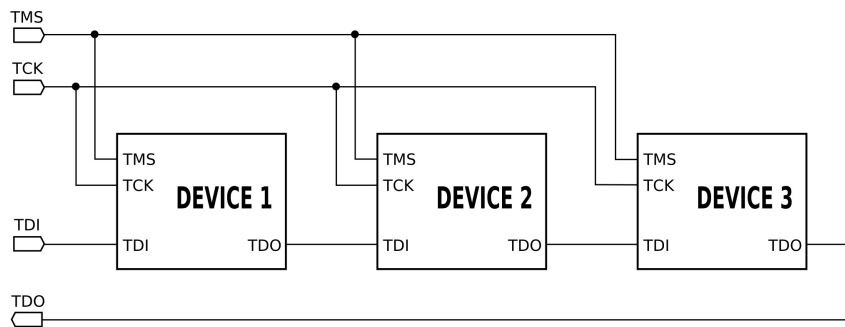 TMS
TCK
TMS
TCK
DEVICE 1
TDI
TDO
TMS
TCK
DEVICE 2
TDI
TDO
TMS
TCK
DEVICE 3
TDI
TDO
TDI
TDO